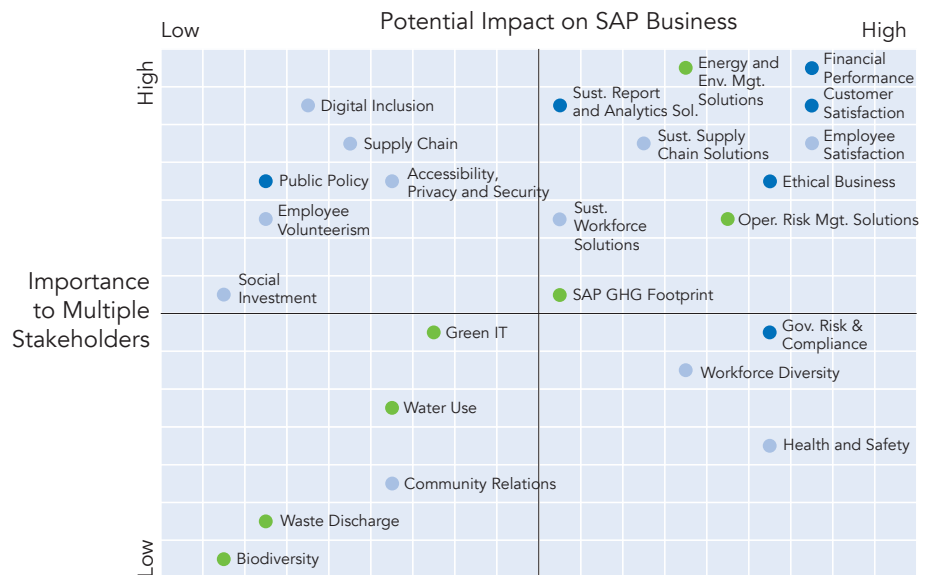 Potential Impact on SAP Business
Low
High
High
Energy and
Env. Mgt.
Solutions
Financial
Performance
Digital Inclusion
Sust. Report
and Analytics Sol.
Customer
Satisfaction
Supply Chain
Sust. Supply
Chain Solutions
Employee
Satisfaction
Public Policy
Accessibility,
Privacy and Security
Ethical Business
Employee
Volunteerism
Sust.
Workforce
Solutions
Oper. Risk Mgt. Solutions
Importance
to Multiple
Stakeholders
Social
Investment
SAP GHG Footprint
Green IT
Gov. Risk &
Compliance
Workforce Diversity
Water Use
Health and Safety
Community Relations
Waste Discharge
Low
Biodiversity